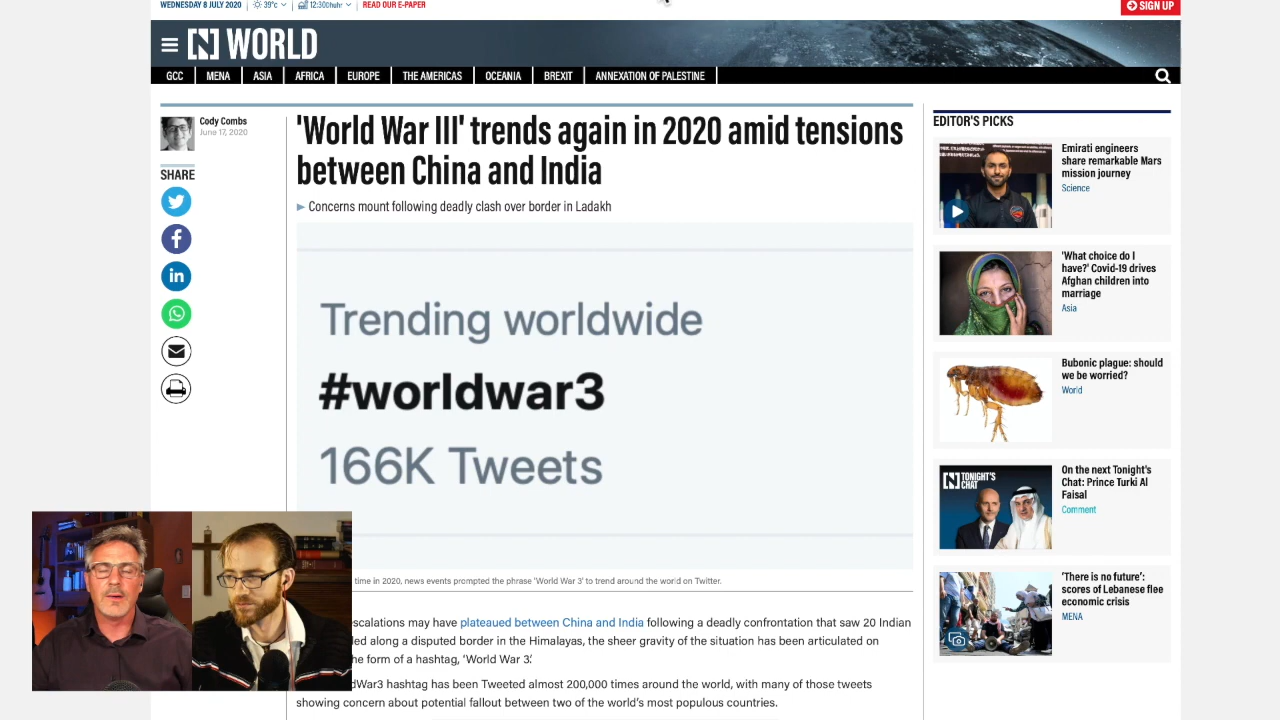 WEDNESDAY 8 JULY 2020
39°c
12:30Dhuhr
READ OUR E-PAPER
SIGN UP
WORLD
GCC
MENA
ASIA
AFRICA
EUROPE
THE AMERICAS
OCEANIA
BREXIT
ANNEXATION OF PALESTINE
Cody Combs
June 17, 2020
SHARE
'World War III' trends again in 2020 amid tensions
between China and India
Concerns mount following deadly clash over border in Ladakh
Trending worldwide
#worldwar3
166K Tweets
time in 2020, news events prompted the phrase 'World War 3' to trend around the world on Twitter.
escalations may have plateaued between China and India following a deadly confrontation that saw 20 Indian
led along a disputed border in the Himalayas, the sheer gravity of the situation has been articulated on
he form of a hashtag, 'World War 3'.
dWar3 hashtag has been Tweeted almost 200,000 times around the world, with many of those tweets
showing concern about potential fallout between two of the world's most populous countries.
EDITOR'S PICKS
Emirati engineers
share remarkable Mars
mission journey
Science
'What choice do I
have?' Covid-19 drives
Afghan children into
marriage
Asia
Bubonic plague: should
we be worried?
World
TONIGHT'S
CHAT
On the next Tonight's
Chat: Prince Turki Al
Faisal
Comment
'There is no future':
scores of Lebanese flee
economic crisis
MENA